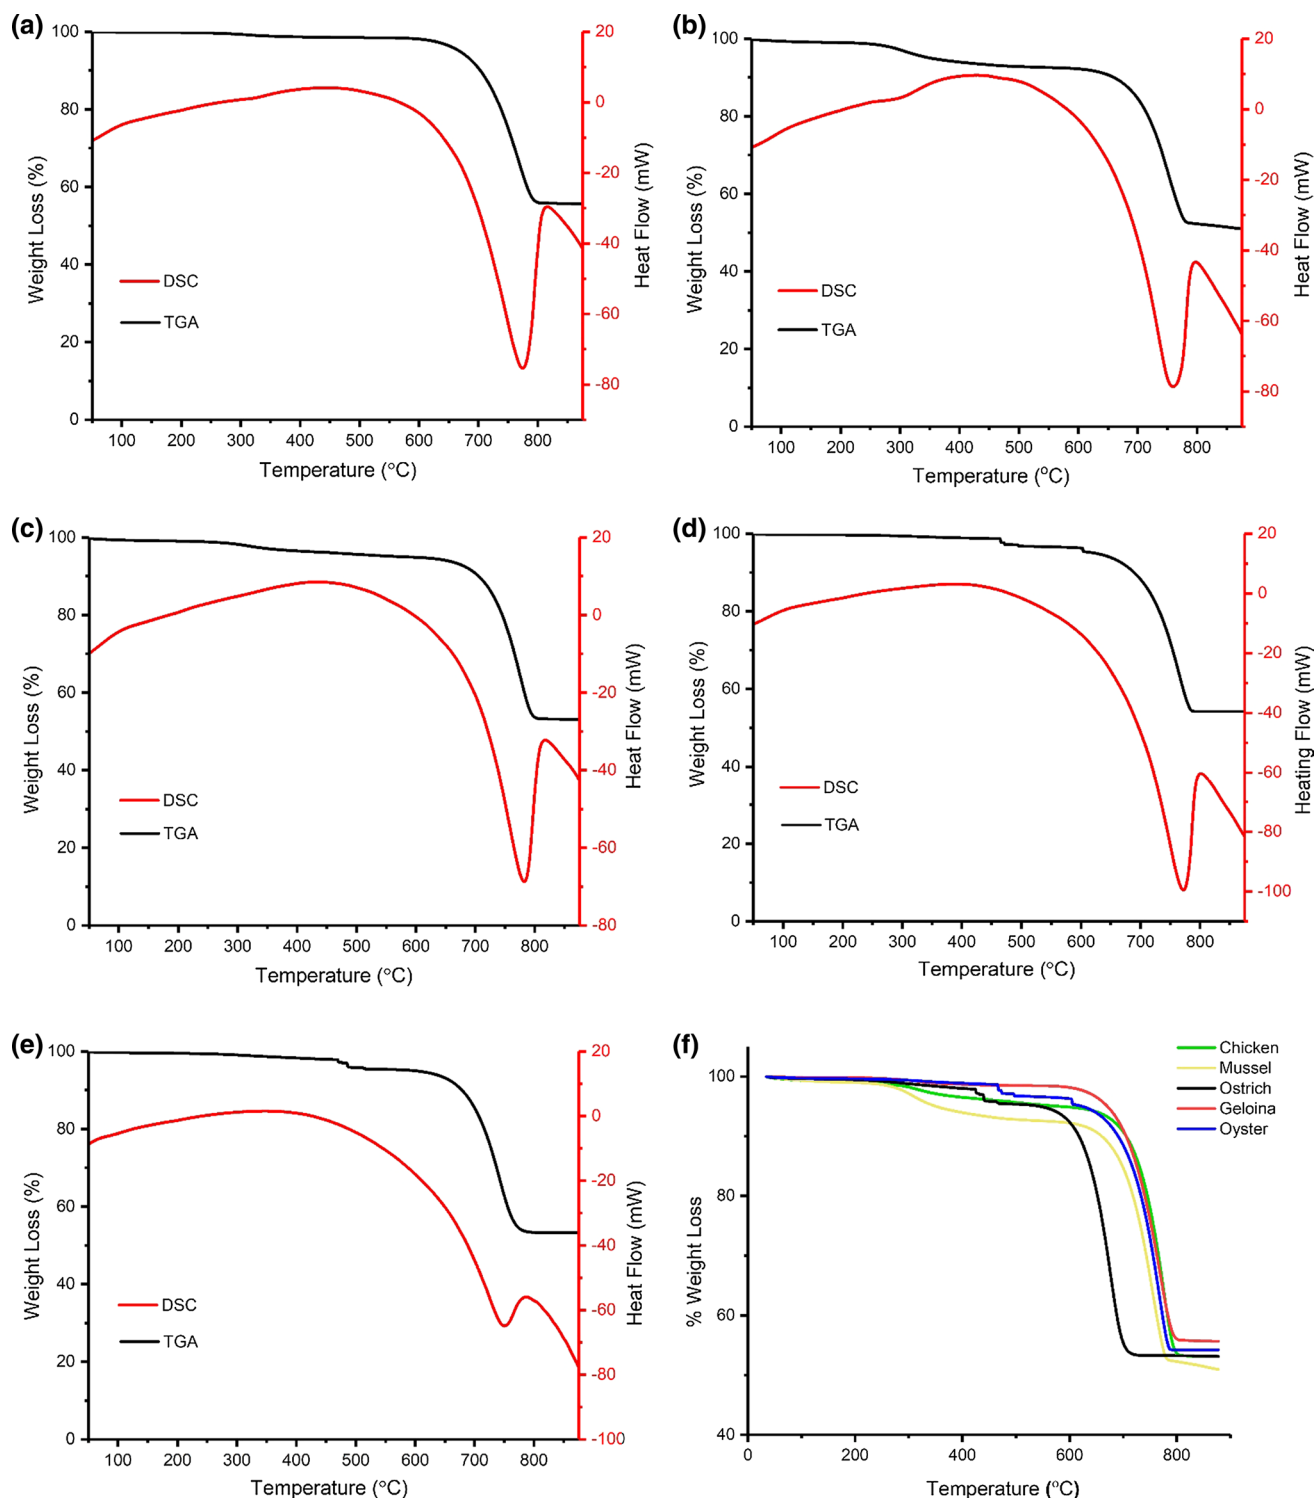 (a)
100
80
60
40
20
0
Weight Loss (%)
20
0
-20
-40
-60
-80
Heat Flow (mW)
DSC
TGA
100 200 300 400 500 600 700 800
Temperature (°C)
(b)
100
80
60
40
20
0
Weight Loss (%)
20
0
-20
-40
-60
-80
Heat Flow (mW)
DSC
TGA
100 200 300 400 500 600 700 800
Temperature (°C)
(c)
100
80
60
40
20
0
Weight Loss (%)
20
0
-20
-40
-60
-80
Heat Flow (mW)
DSC
TGA
100 200 300 400 500 600 700 800
Temperature (°C)
(d)
100
80
60
40
20
0
Weight Loss (%)
20
0
-20
-40
-60
-80
-100
Heating Flow (mW)
DSC
TGA
100 200 300 400 500 600 700 800
Temperature (°C)
(e)
100
80
60
40
20
0
Weight Loss (%)
20
0
-20
-40
-60
-80
-100
Heat Flow (mW)
DSC
TGA
100 200 300 400 500 600 700 800
Temperature (°C)
(f)
100
80
60
40
% Weight Loss
Chicken
Mussel
Ostrich
Geloina
Oyster
0 200 400 600 800
Temperature (°C)